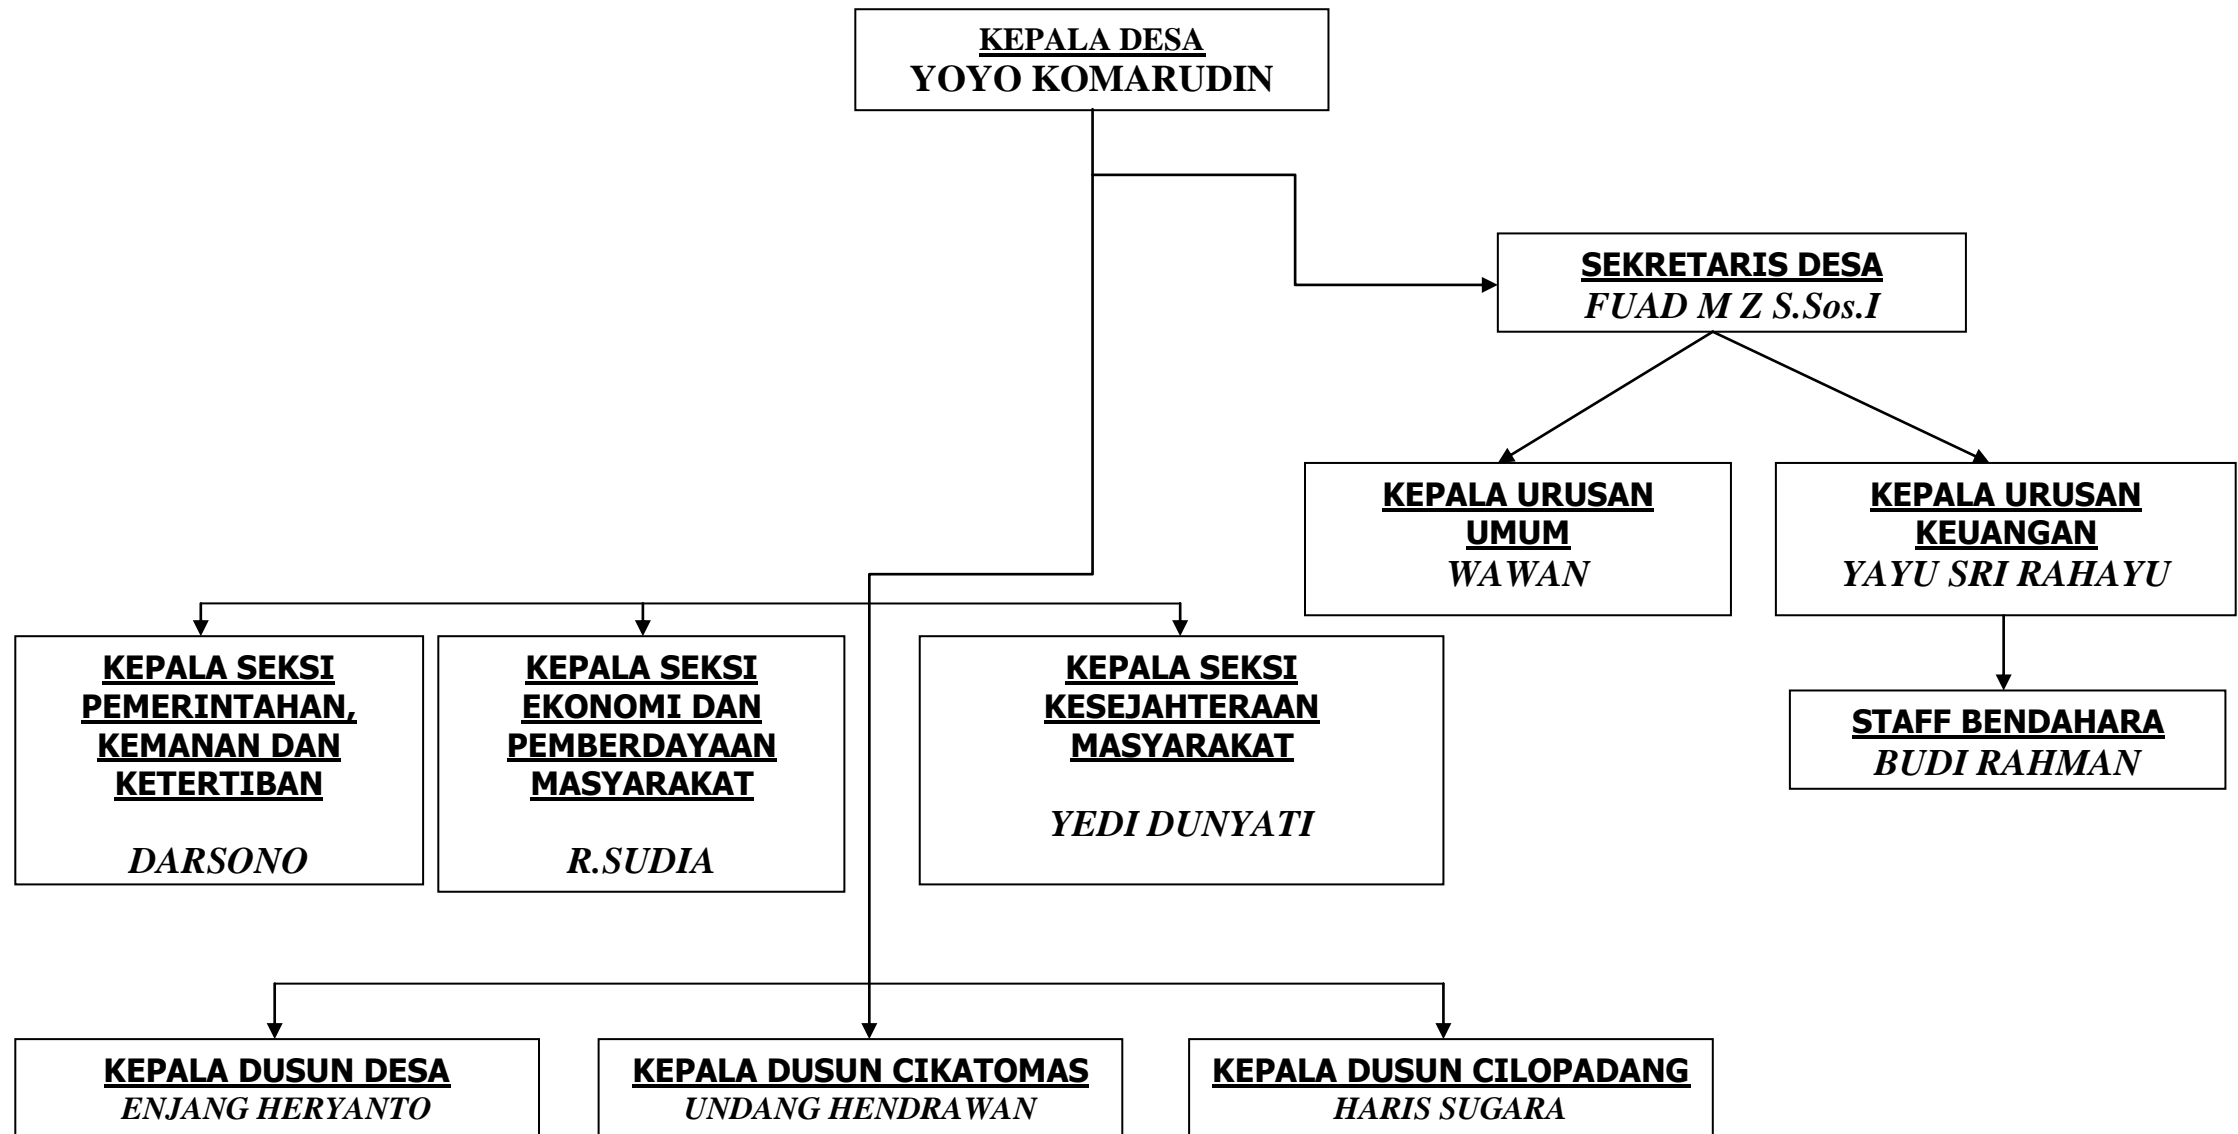 KEPALA DESA
YOYO KOMARUDIN
SEKRETARIS DESA
FUAD M Z S.Sos.I
KEPALA URUSAN
UMUM
WAWAN
KEPALA URUSAN
KEUANGAN
YAYU SRI RAHAYU
STAFF BENDAHARA
BUDI RAHMAN
KEPALA SEKSI
PEMERINTAHAN,
KEMANAN DAN
KETERTIBAN
DARSONO
KEPALA SEKSI
EKONOMI DAN
PEMBERDAYAAN
MASYARAKAT
R.SUDIA
KEPALA SEKSI
KESEJAHTERAAN
MASYARAKAT
YEDI DUNYATI
KEPALA DUSUN DESA
ENJANG HERYANTO
KEPALA DUSUN CIKATOMAS
UNDANG HENDRAWAN
KEPALA DUSUN CILOPADANG
HARIS SUGARA